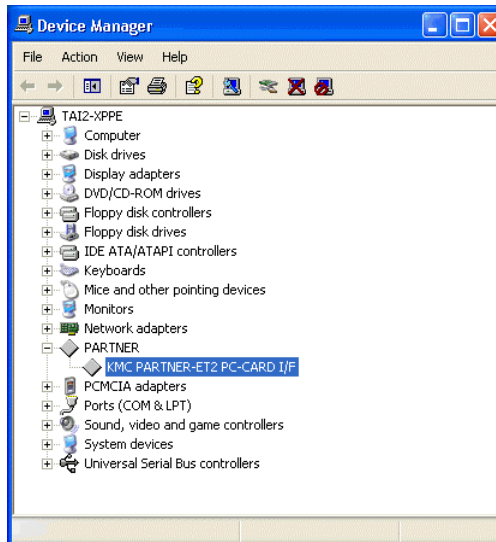 Device Manager
File Action View Help
TAI2-XPPE
Computer
Disk drives
Display adapters
DVD/CD-ROM drives
Floppy disk controllers
Floppy disk drives
IDE ATA/ATAPI controllers
Keyboards
Mice and other pointing devices
Monitors
Network adapters
PARTNER
KMC PARTNER-ET2 PC-CARD I/F
PCMCIA adapters
Ports (COM & LPT)
Sound, video and game controllers
System devices
Universal Serial Bus controllers